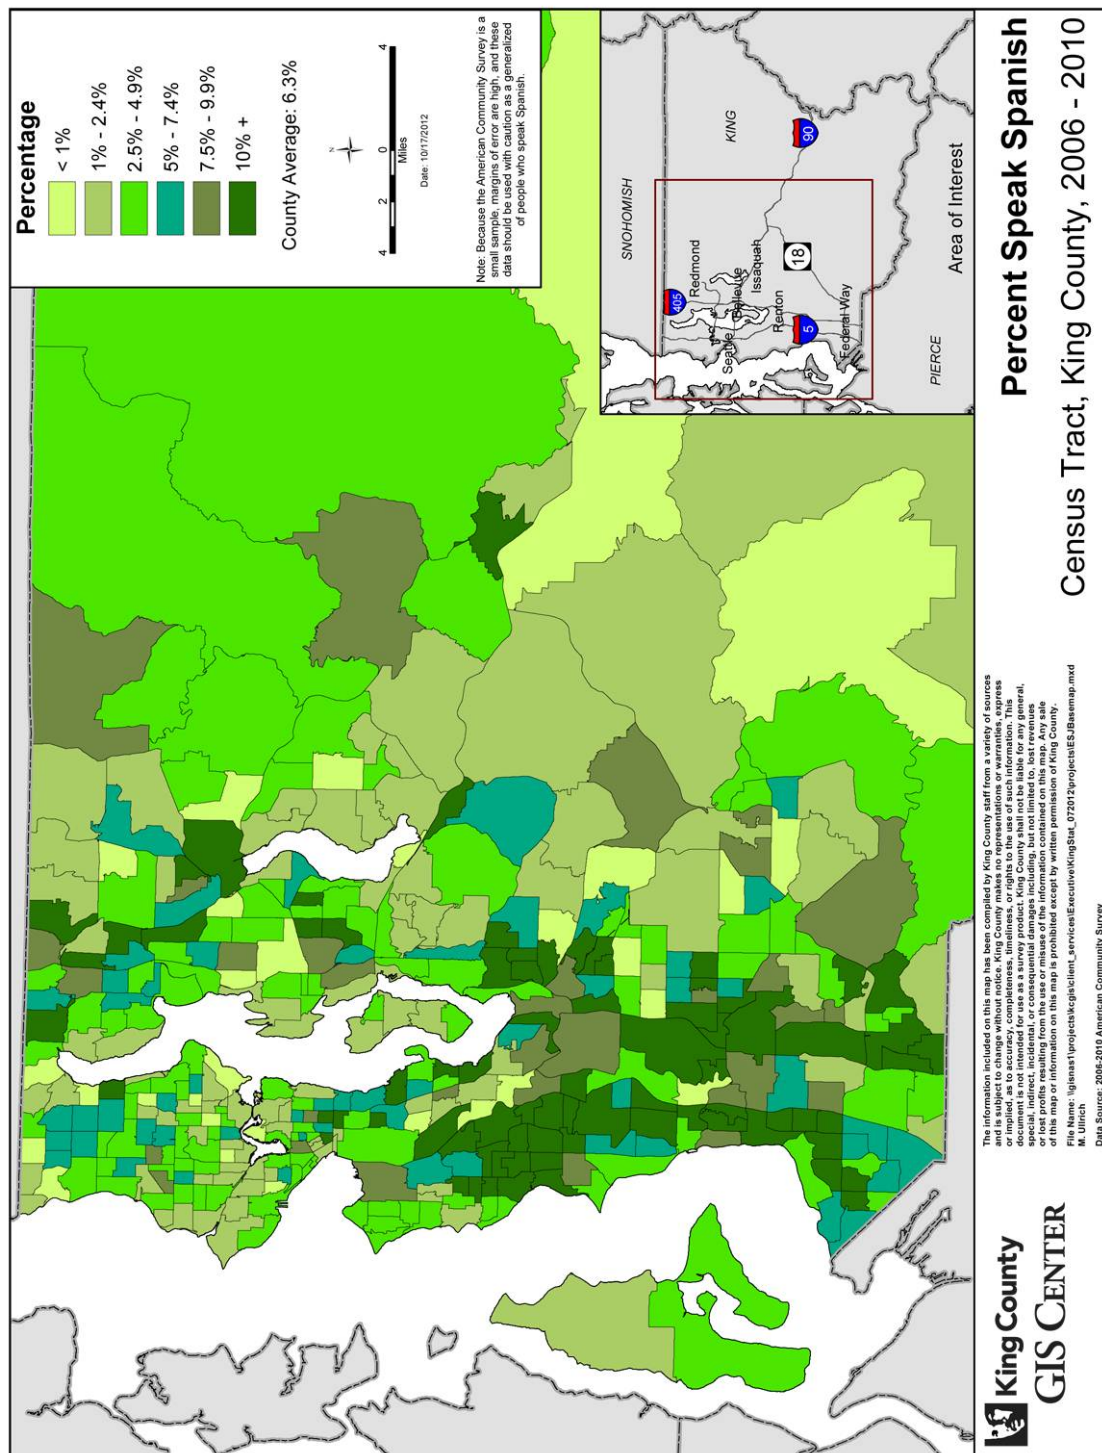 Percentage
< 1%
1% - 2.4%
2.5% - 4.9%
5% - 7.4%
7.5% - 9.9%
10% +
County Average: 6.3%
N
4 2 0 4
Miles
Date: 10/17/2012
Note: Because the American Community Survey is a
small sample, margins of error are high, and these
data should be used with caution as a generalized
of people who speak Spanish.
SNOHOMISH
KING
PIERCE
405
Redmond
Seattle
Bellevue
Issaquah
90
Renton
5
18
Federal Way
Area of Interest
Percent Speak Spanish
Census Tract, King County, 2006 - 2010
The information included on this map has been compiled by King County staff from a variety of sources
and is subject to change without notice. King County makes no representations or warranties, express
or implied, as to accuracy, completeness, timeliness, or rights to the use of such information. This
document is not intended for use as a survey product. King County shall not be liable for any general,
special, indirect, incidental, or consequential damages including, but not limited to, lost revenues
or lost profits resulting from the use or misuse of the information contained on this map. Any sale
of this map or information on this map is prohibited except by written permission of King County.
File Name: \\gisnas1\projects\kcgis\client_services\Executive\KingStat_072012\projects\ESJBasemap.mxd
M. Ullrich
Data Source: 2006-2010 American Community Survey
King County
GIS CENTER